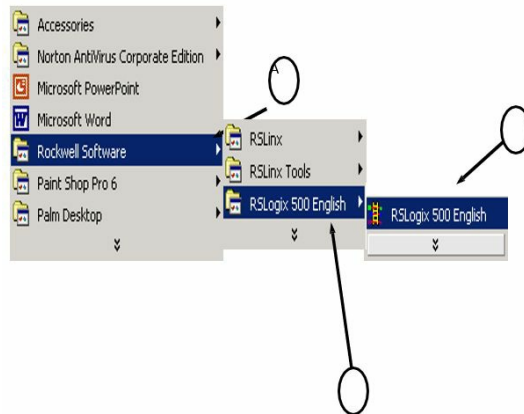 Accessories
Norton AntiVirus Corporate Edition
Microsoft PowerPoint
Microsoft Word
Rockwell Software
Paint Shop Pro 6
Palm Desktop
A
RSLinx
RSLinx Tools
RSLogix 500 English
RSLogix 500 English